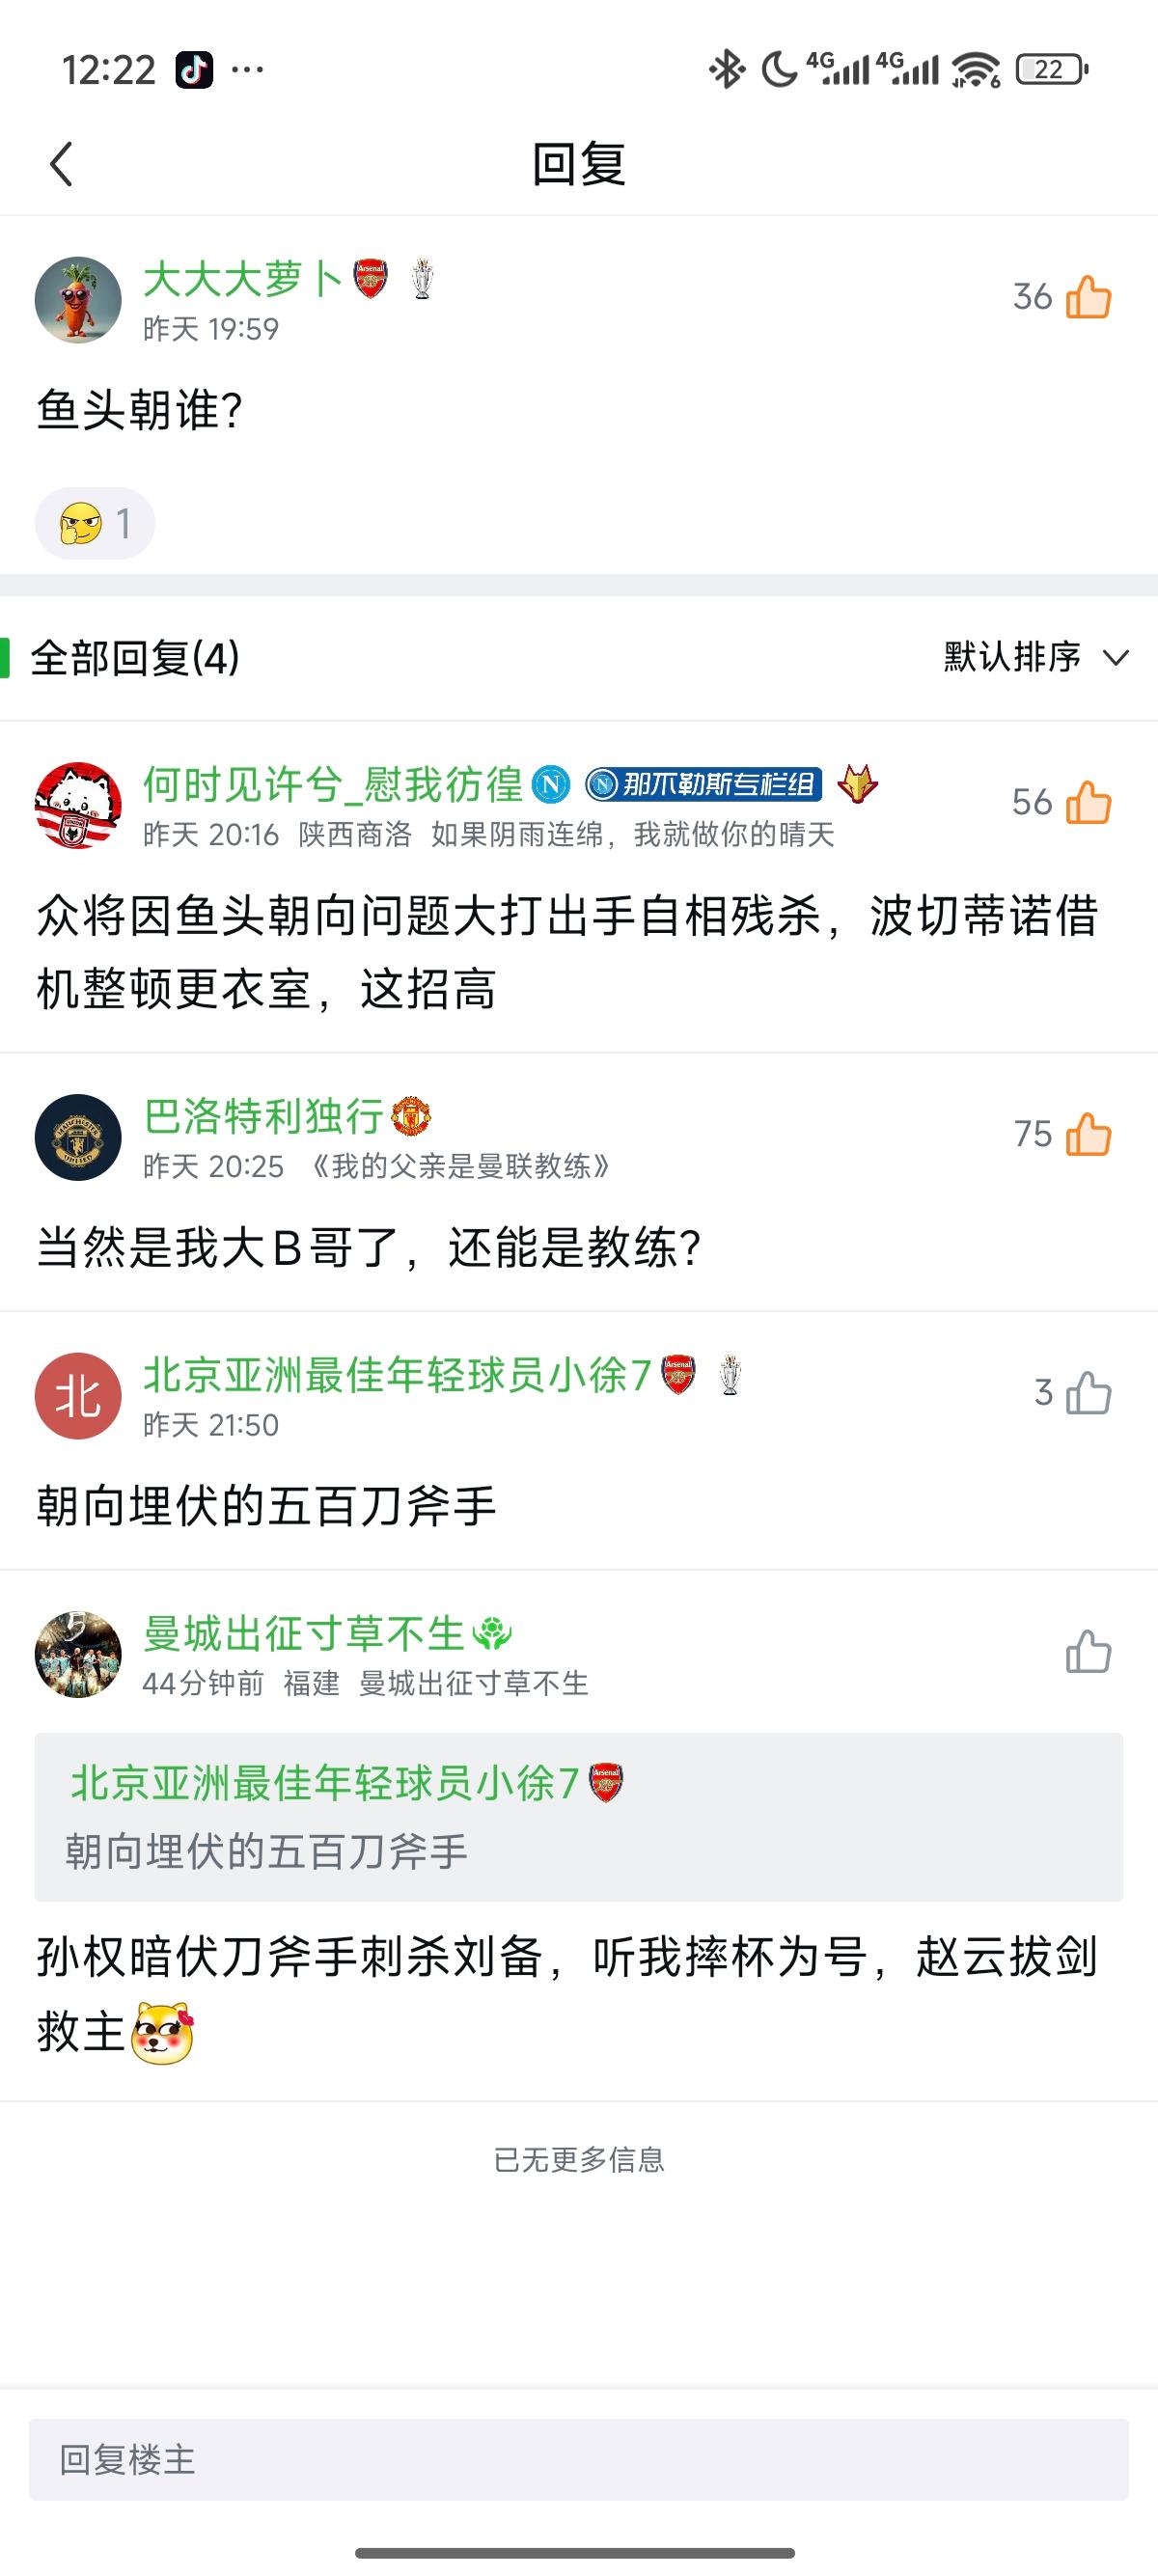 12:22
4G 4G 6 22
回复
大大大萝卜
昨天 19:59
36
鱼头朝谁？
1
全部回复(4)
默认排序
何时见许兮_慰我彷徨 N N 那不勒斯专栏组
昨天 20:16 陕西商洛 如果阴雨连绵，我就做你的晴天
56
众将因鱼头朝向问题大打出手自相残杀，波切蒂诺借
机整顿更衣室，这招高
巴洛特利独行
昨天 20:25 《我的父亲是曼联教练》
75
当然是我大B哥了，还能是教练？
北
北京亚洲最佳年轻球员小徐7 Arsenal
昨天 21:50
3
朝向埋伏的五百刀斧手
曼城出征寸草不生
44分钟前 福建 曼城出征寸草不生
北京亚洲最佳年轻球员小徐7 Arsenal
朝向埋伏的五百刀斧手
孙权暗伏刀斧手刺杀刘备，听我摔杯为号，赵云拔剑
救主
已无更多信息
回复楼主